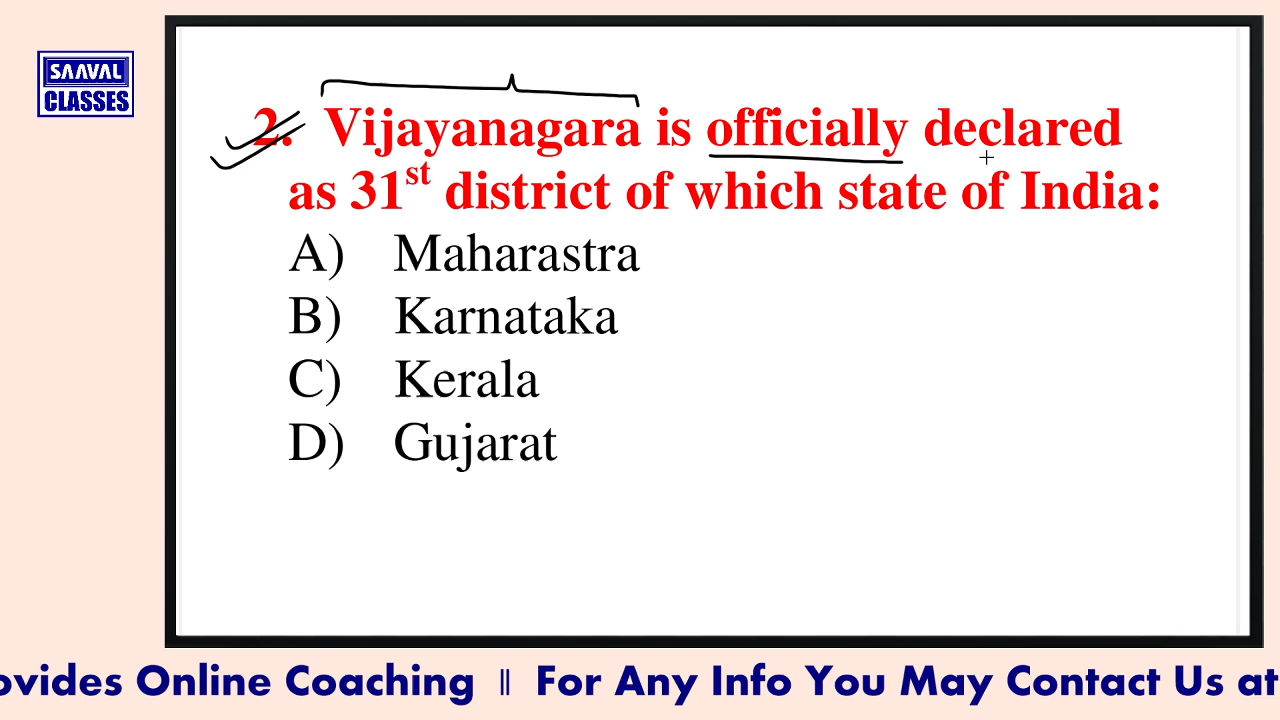 SAAVAL
CLASSES
2. Vijayanagara is officially declared
as 31st district of which state of India:
A) Maharastra
B) Karnataka
C) Kerala
D) Gujarat
ovides Online Coaching || For Any Info You May Contact Us at